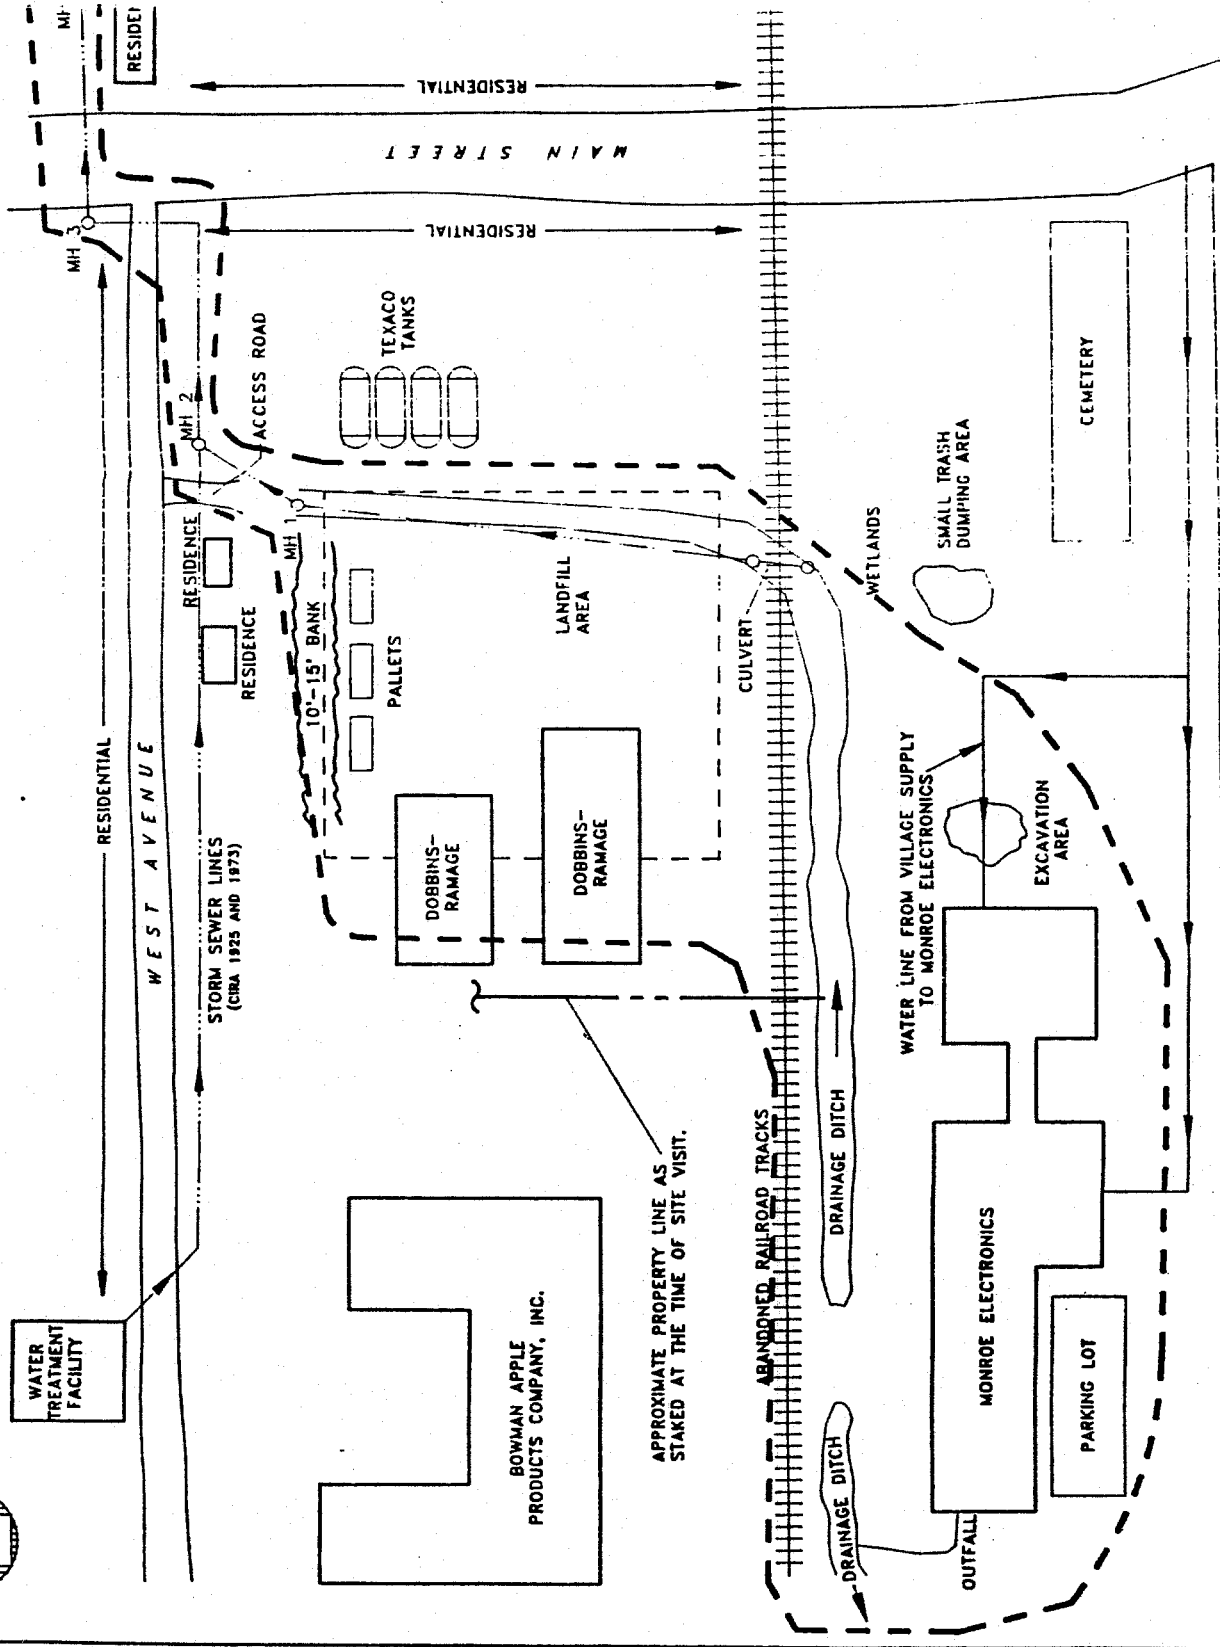 WATER
TREATMENT
FACILITY
RESIDENTIAL
MH 3
MH
RESIDEN
WEST AVENUE
STORM SEWER LINES
(CIRA 1925 AND 1973)
RESIDENCE
RESIDENCE
MH 2
ACCESS ROAD
MH 1
10'-15' BANK
PALLETS
TEXACO
TANKS
RESIDENTIAL
MAIN STREET
RESIDENTIAL
DOBBINS-
RAMAGE
DOBBINS-
RAMAGE
LANDFILL
AREA
BOWMAN APPLE
PRODUCTS COMPANY, INC.
APPROXIMATE PROPERTY LINE AS
STAKED AT THE TIME OF SITE VISIT.
ABANDONED RAILROAD TRACKS
CULVERT
DRAINAGE DITCH
DRAINAGE DITCH
WETLANDS
SMALL TRASH
DUMPING AREA
WATER LINE FROM VILLAGE SUPPLY
TO MONROE ELECTRONICS
EXCAVATION
AREA
CEMETERY
OUTFALL
MONROE ELECTRONICS
PARKING LOT